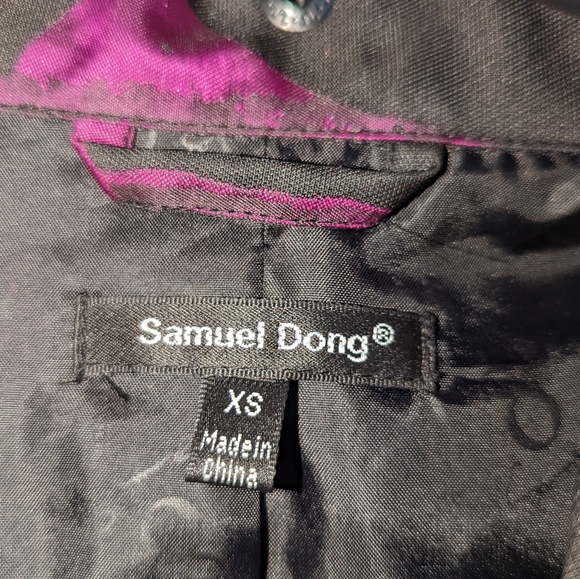 Samuel Dong®
XS
Made in
China